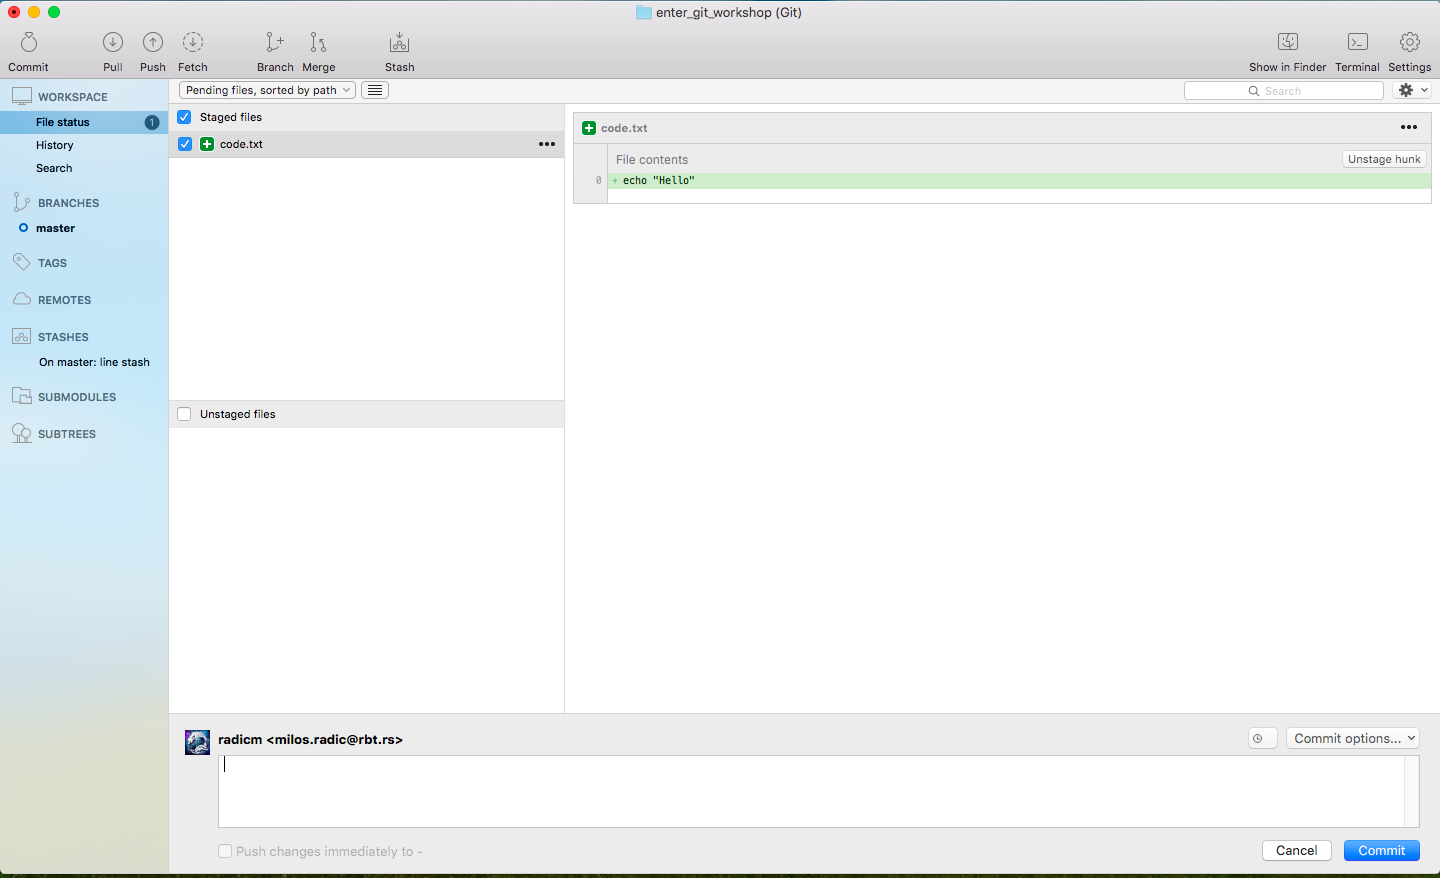 enter_git_workshop (Git)
Commit
Pull
Push
Fetch
Branch
Merge
Stash
Show in Finder
Terminal
Settings
WORKSPACE
File status
1
History
Search
BRANCHES
master
TAGS
REMOTES
STASHES
On master: line stash
SUBMODULES
SUBTREES
Pending files, sorted by path
Search
Staged files
code.txt
Unstaged files
code.txt
File contents
Unstage hunk
0 + echo "Hello"
radicm <milos.radic@rbt.rs>
Commit options...
Push changes immediately to -
Cancel
Commit